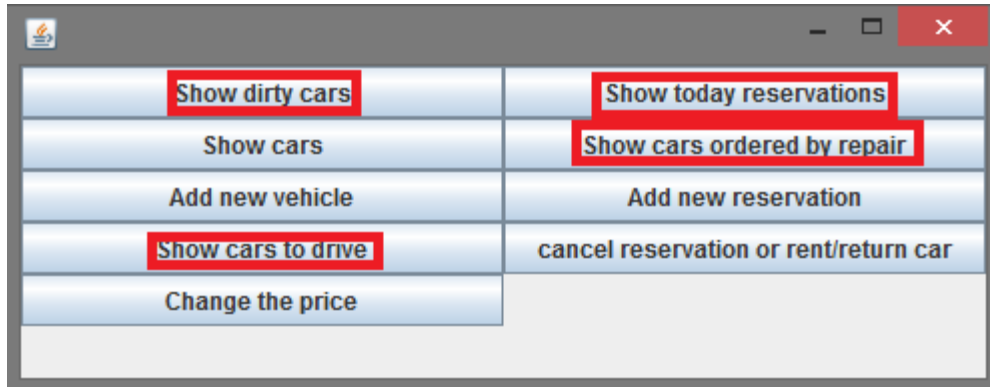 Show dirty cars
Show today reservations
Show cars
Show cars ordered by repair
Add new vehicle
Add new reservation
Show cars to drive
cancel reservation or rent/return car
Change the price